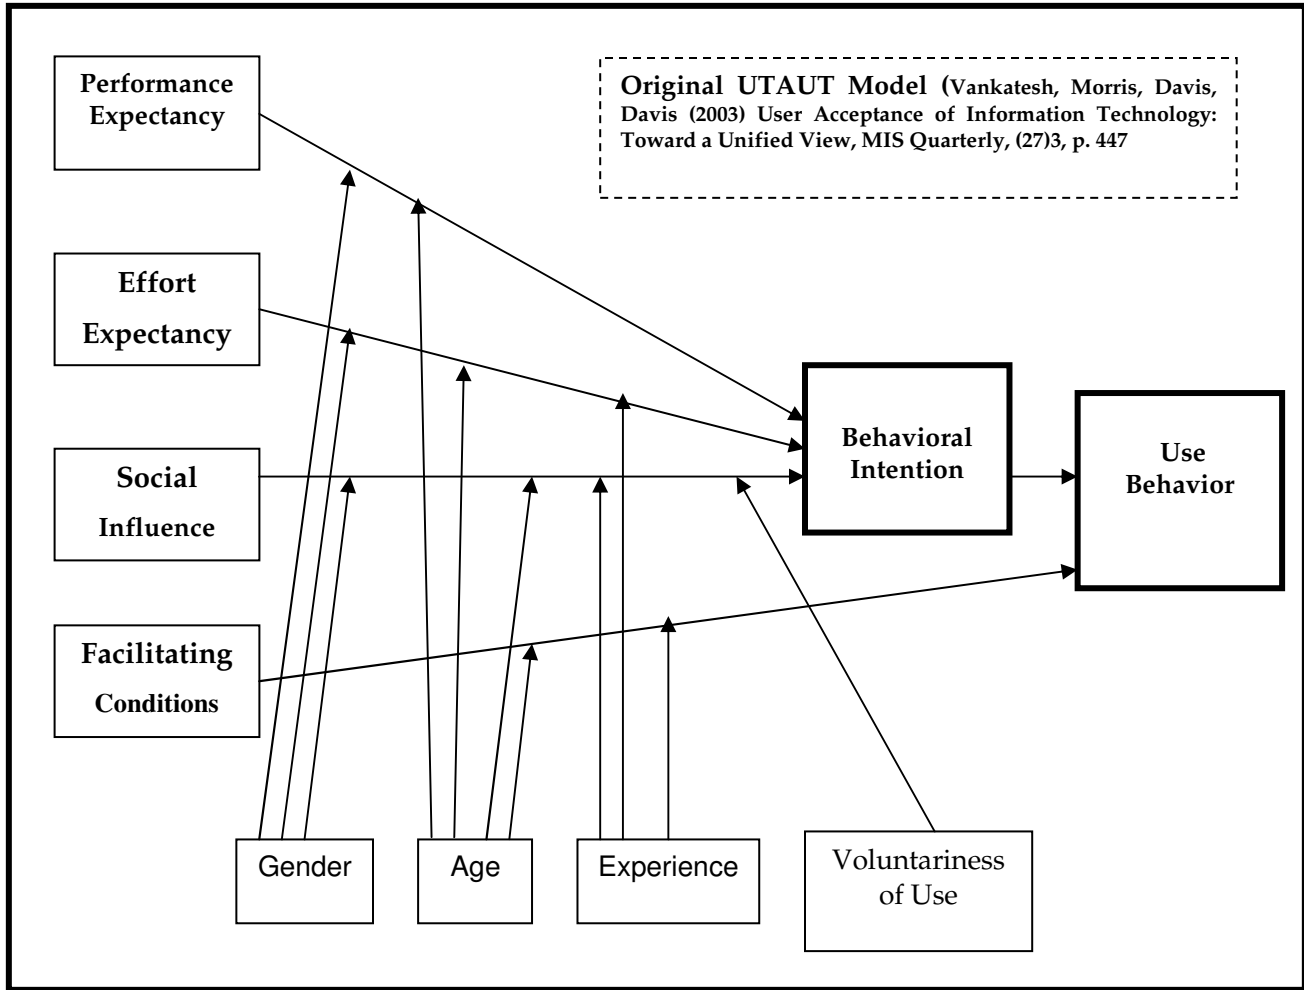 Performance
Expectancy
Original UTAUT Model (Vankatesh, Morris, Davis,
Davis (2003) User Acceptance of Information Technology:
Toward a Unified View, MIS Quarterly, (27)3, p. 447
Effort
Expectancy
Social
Influence
Behavioral
Intention
Use
Behavior
Facilitating
Conditions
Gender
Age
Experience
Voluntariness
of Use